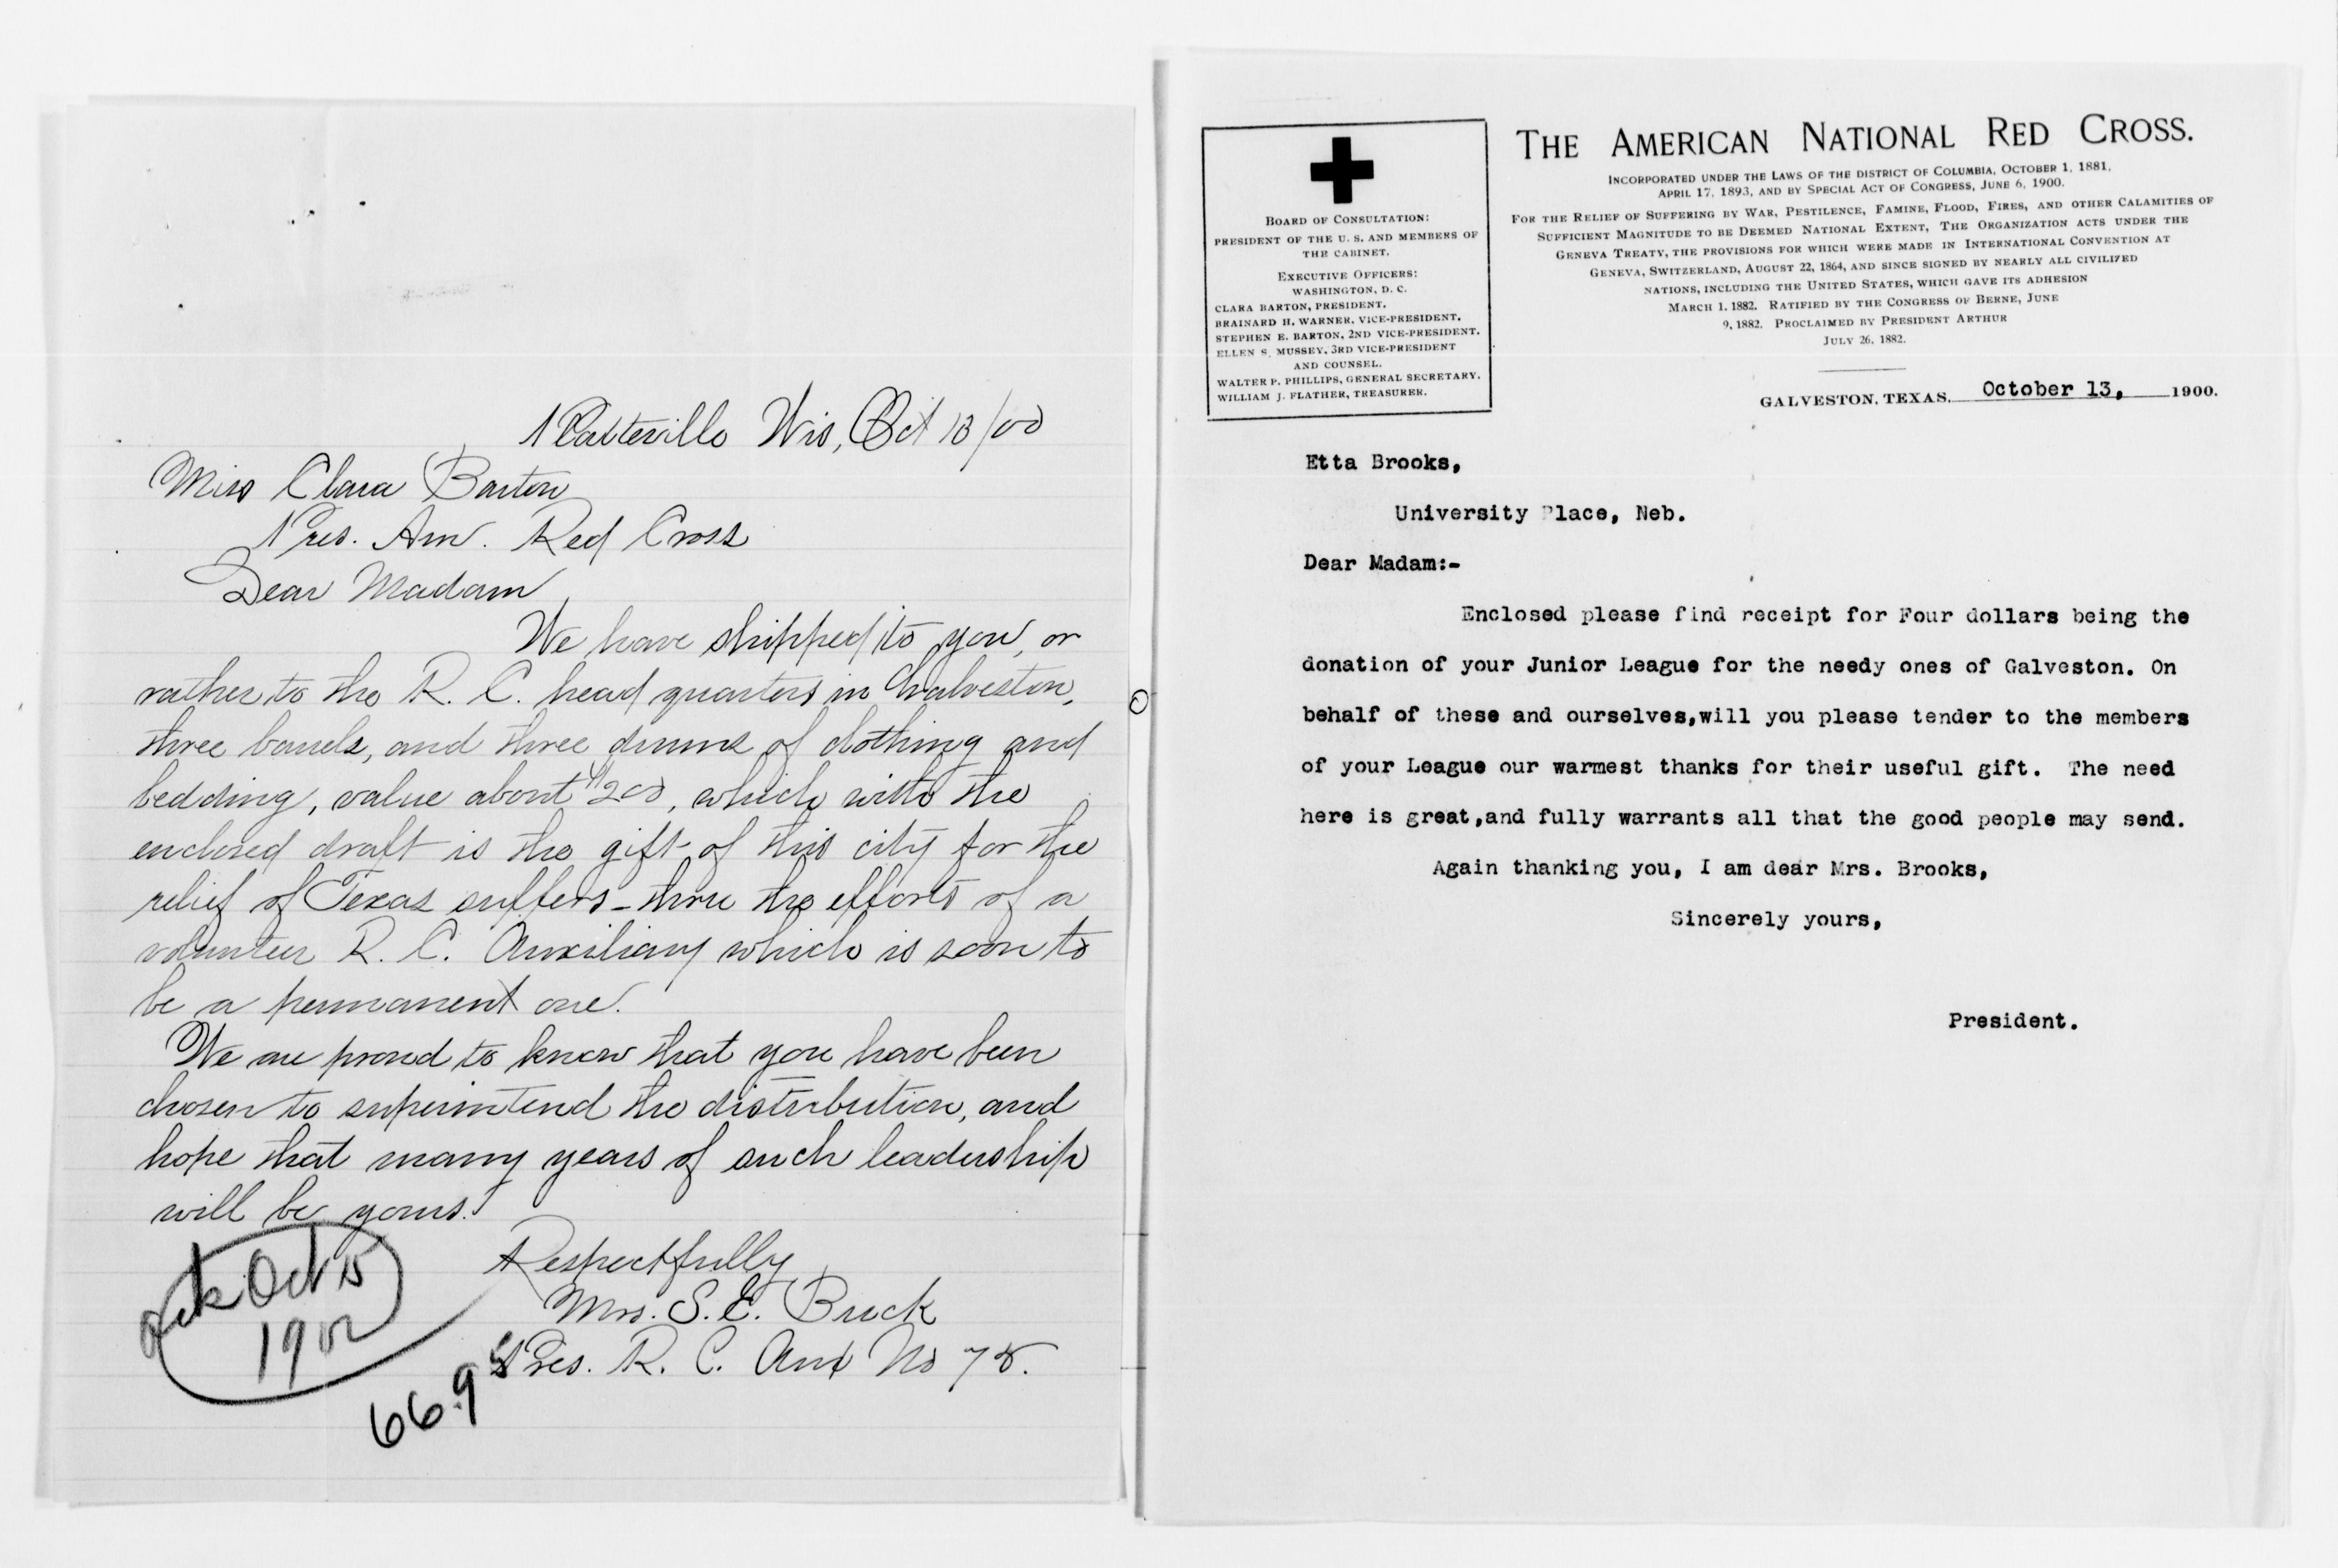 Platteville Wis, Oct 13/00
Miss Clara Barton
Pres. Am. Red Cross
Dear Madam
We have shipped to you, or
rather to the R. C. head quarters in Galveston,
three barrels, and three drums of clothing and
bedding, value about $200, which with the
enclosed draft is the gift of this city for the
relief of Texas suffers - thru the efforts of a
volunteer R. C. Auxiliary which is soon to
be a permanent one.
We are proud to know that you have been
chosen to superintend the distribution, and
hope that many years of such leadership
will be yours.
Respectfully
Mrs. S. E. Buck
Pres. R. C. Aux No 78.
Oct 15
1900
66.95
BOARD OF CONSULTATION:
PRESIDENT OF THE U. S. AND MEMBERS OF
THE CABINET.
EXECUTIVE OFFICERS:
WASHINGTON, D. C.
CLARA BARTON, PRESIDENT.
BRAINARD H. WARNER, VICE-PRESIDENT.
STEPHEN E. BARTON, 2ND VICE-PRESIDENT.
ELLEN S. MUSSEY, 3RD VICE-PRESIDENT
AND COUNSEL.
WALTER P. PHILLIPS, GENERAL SECRETARY.
WILLIAM J. FLATHER, TREASURER.
THE AMERICAN NATIONAL RED CROSS.
INCORPORATED UNDER THE LAWS OF THE DISTRICT OF COLUMBIA, OCTOBER 1, 1881,
APRIL 17, 1893, AND BY SPECIAL ACT OF CONGRESS, JUNE 6, 1900.
FOR THE RELIEF OF SUFFERING BY WAR, PESTILENCE, FAMINE, FLOOD, FIRES, AND OTHER CALAMITIES OF
SUFFICIENT MAGNITUDE TO BE DEEMED NATIONAL EXTENT, THE ORGANIZATION ACTS UNDER THE
GENEVA TREATY, THE PROVISIONS FOR WHICH WERE MADE IN INTERNATIONAL CONVENTION AT
GENEVA, SWITZERLAND, AUGUST 22, 1864, AND SINCE SIGNED BY NEARLY ALL CIVILIZED
NATIONS, INCLUDING THE UNITED STATES, WHICH GAVE ITS ADHESION
MARCH 1, 1882. RATIFIED BY THE CONGRESS OF BERNE, JUNE
9, 1882. PROCLAIMED BY PRESIDENT ARTHUR
JULY 26, 1882.
GALVESTON, TEXAS, October 13, 1900.
Etta Brooks,
University Place, Neb.
Dear Madam:-
Enclosed please find receipt for Four dollars being the
donation of your Junior League for the needy ones of Galveston. On
behalf of these and ourselves,will you please tender to the members
of your League our warmest thanks for their useful gift. The need
here is great,and fully warrants all that the good people may send.
Again thanking you, I am dear Mrs. Brooks,
Sincerely yours,
President.